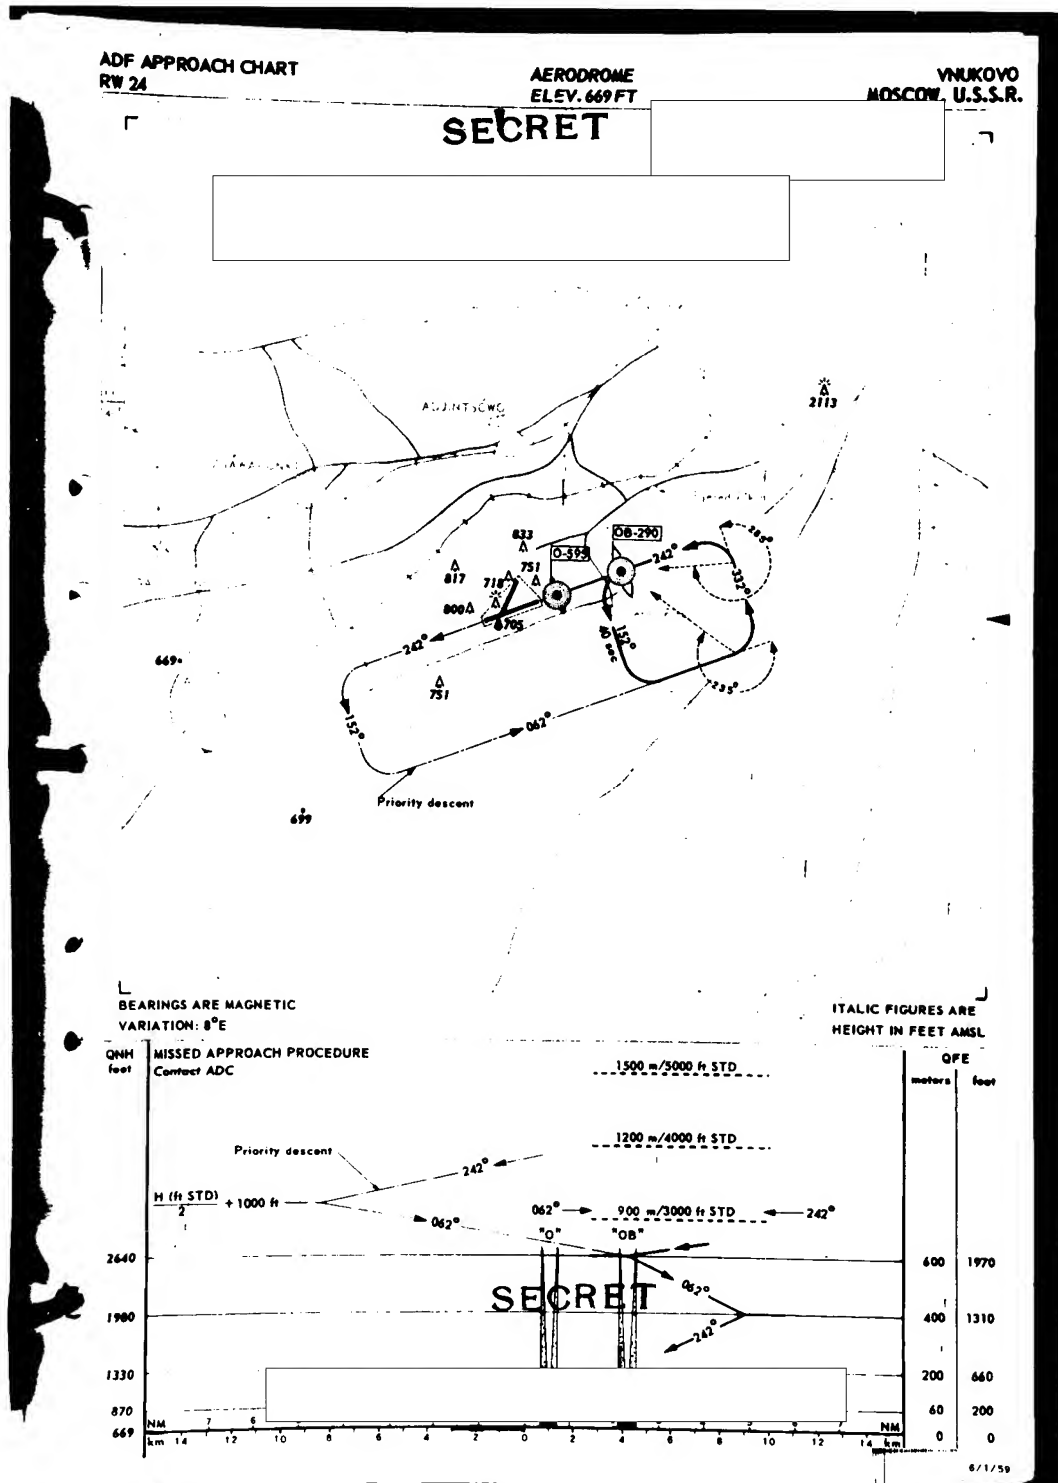 ADF APPROACH CHART
RW 24
AERODROME
ELEV. 669 FT
VNUKOVO
MOSCOW, U.S.S.R.
SECRET
2113
833
OB-290
O-595
242°
285°
332°
817
718
751
800
705
152°
40 sec
242°
669
751
235°
152°
062°
Priority descent
699
BEARINGS ARE MAGNETIC
VARIATION: 8°E
ITALIC FIGURES ARE
HEIGHT IN FEET AMSL
QNH
feet
MISSED APPROACH PROCEDURE
Contact ADC
QFE
meters feet
1500 m/5000 ft STD
1200 m/4000 ft STD
Priority descent
242°
H (ft STD)
2
+ 1000 ft
062°
062°
900 m/3000 ft STD
242°
"O" "OB"
2640 600 1970
062°
SECRET
1980 400 1310
242°
1330 200 660
870 60 200
NM 7 6 NM
669 0 0
km 14 12 10 8 6 4 2 0 2 4 6 8 10 12 14 km
6/1/59